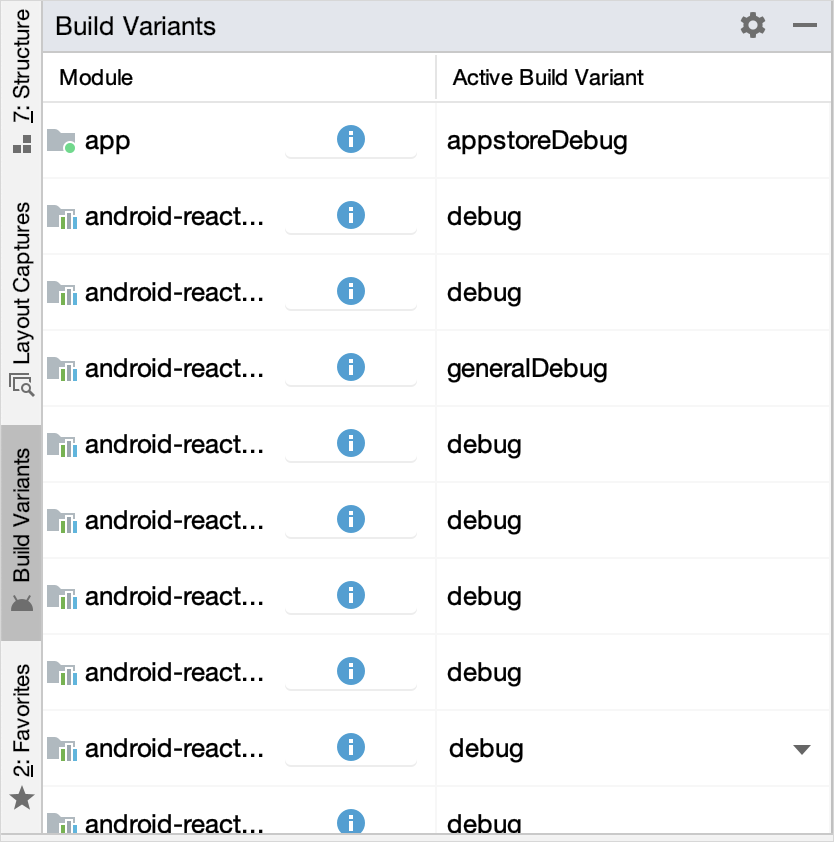 Build Variants
Module Active Build Variant
app appstoreDebug
android-react... debug
android-react... debug
android-react... generalDebug
android-react... debug
android-react... debug
android-react... debug
android-react... debug
android-react... debug
android-react... debug
7: Structure
Layout Captures
Build Variants
2: Favorites